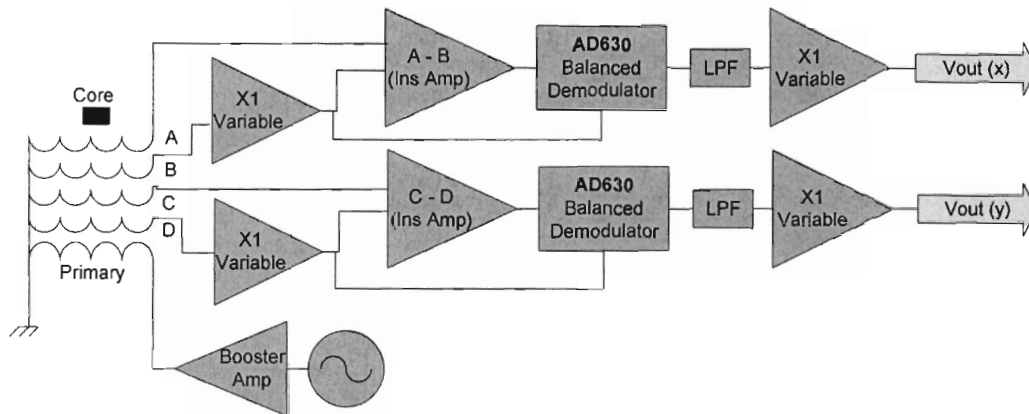 A - B
(Ins Amp)
AD630
Balanced
Demodulator
LPF
X1
Variable
Vout (x)
Core
X1
Variable
A
B
C
D
C - D
(Ins Amp)
AD630
Balanced
Demodulator
LPF
X1
Variable
Vout (y)
X1
Variable
Primary
Booster
Amp